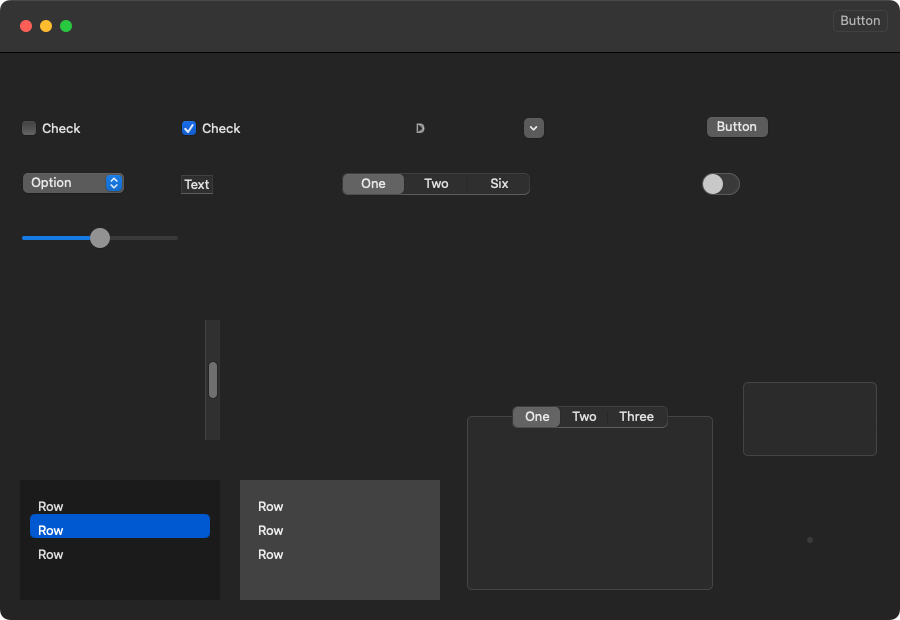 Button
Check
Check
D
Button
Option
Text
One
Two
Six
One
Two
Three
Row
Row
Row
Row
Row
Row